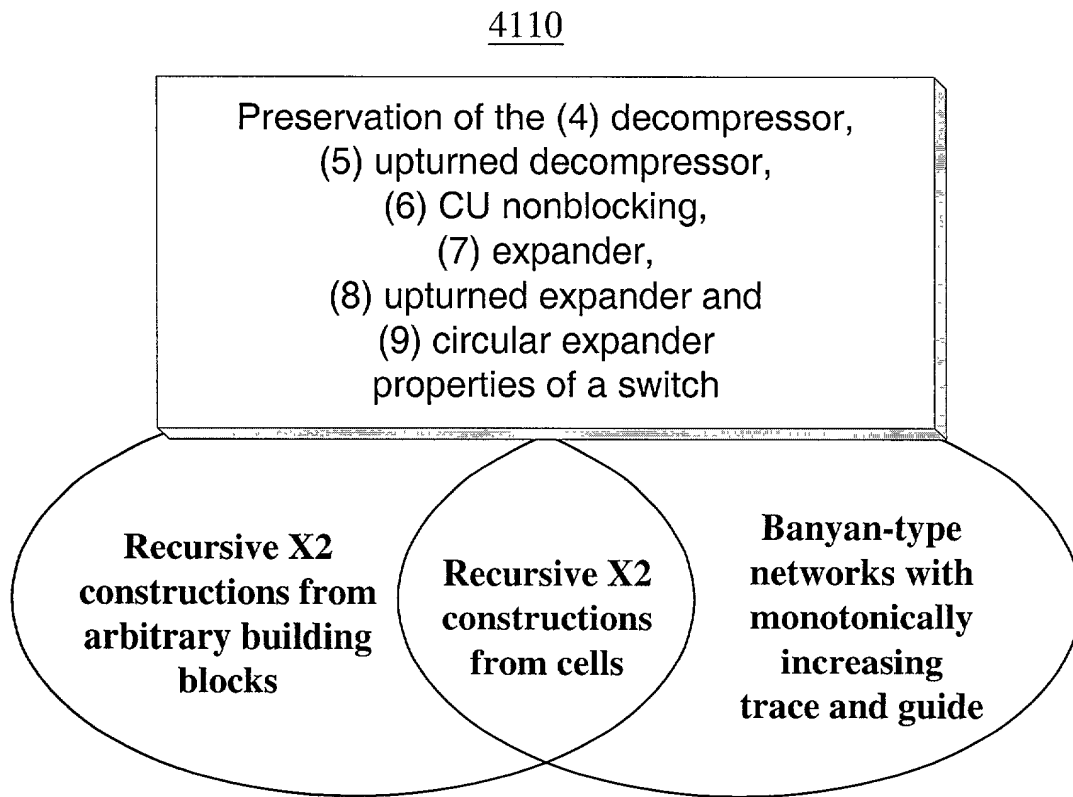 4110
Preservation of the (4) decompressor,
(5) upturned decompressor,
(6) CU nonblocking,
(7) expander,
(8) upturned expander and
(9) circular expander
properties of a switch
Recursive X2
constructions from
arbitrary building
blocks
Recursive X2
constructions
from cells
Banyan-type
networks with
monotonically
increasing
trace and guide